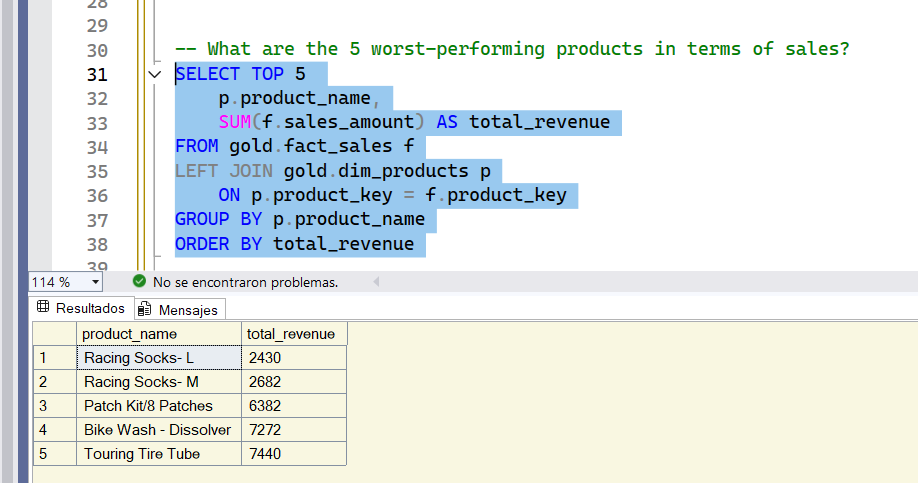 28
29
30 -- What are the 5 worst-performing products in terms of sales?
31 SELECT TOP 5
32 p.product_name,
33 SUM(f.sales_amount) AS total_revenue
34 FROM gold.fact_sales f
35 LEFT JOIN gold.dim_products p
36 ON p.product_key = f.product_key
37 GROUP BY p.product_name
38 ORDER BY total_revenue
39
114 % No se encontraron problemas.
Resultados Mensajes
product_name total_revenue
1 Racing Socks- L 2430
2 Racing Socks- M 2682
3 Patch Kit/8 Patches 6382
4 Bike Wash - Dissolver 7272
5 Touring Tire Tube 7440